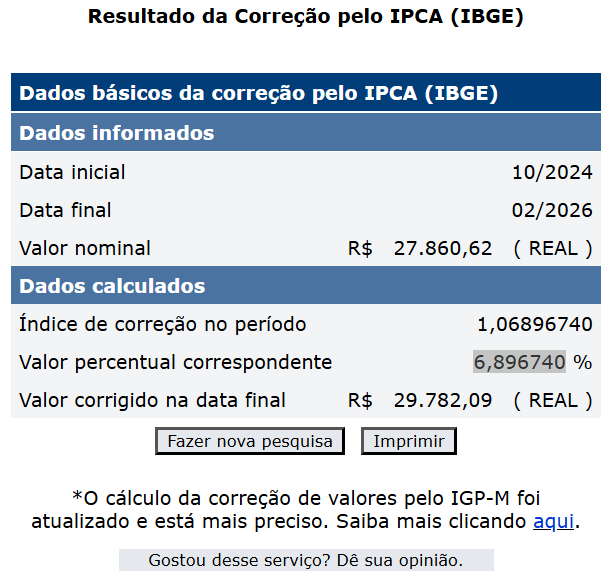 Resultado da Correção pelo IPCA (IBGE)
Dados básicos da correção pelo IPCA (IBGE)
Dados informados
Data inicial 10/2024
Data final 02/2026
Valor nominal R$ 27.860,62 ( REAL )
Dados calculados
Índice de correção no período 1,06896740
Valor percentual correspondente 6,896740 %
Valor corrigido na data final R$ 29.782,09 ( REAL )
Fazer nova pesquisa Imprimir
*O cálculo da correção de valores pelo IGP-M foi
atualizado e está mais preciso. Saiba mais clicando aqui.
Gostou desse serviço? Dê sua opinião.